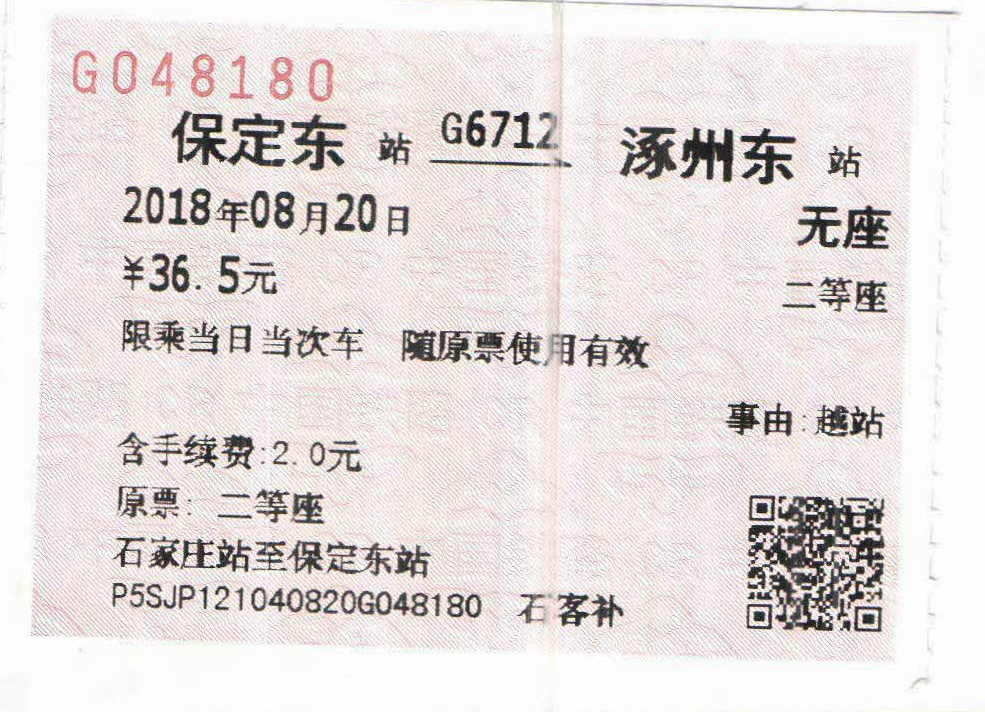 G048180
保定东 站 G6712 涿州东 站
2018年08月20日 无座
¥36.5元 二等座
限乘当日当次车 随原票使用有效
事由:越站
含手续费:2.0元
原票: 二等座
石家庄站至保定东站
P5SJP121040820G048180 石客补